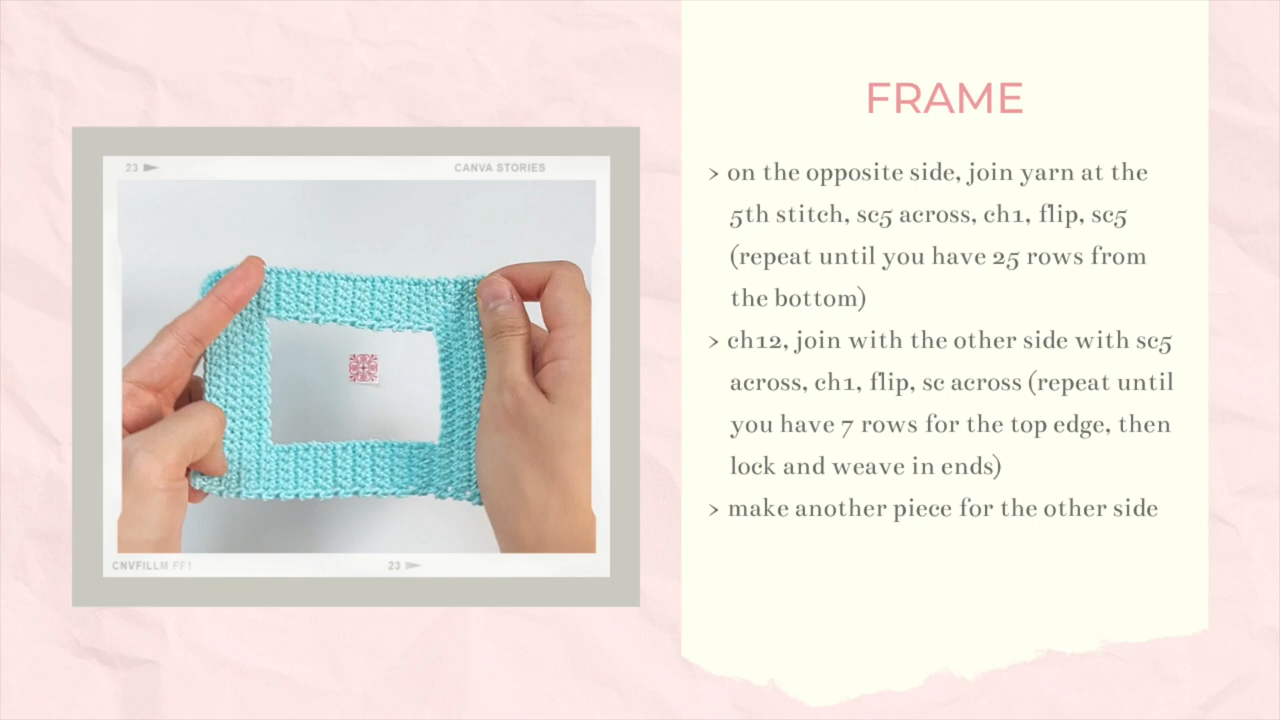 23
CANVA STORIES
CNVFILLM FF1
23
FRAME
> on the opposite side, join yarn at the
5th stitch, sc5 across, ch1, flip, sc5
(repeat until you have 25 rows from
the bottom)
> ch12, join with the other side with sc5
across, ch1, flip, sc across (repeat until
you have 7 rows for the top edge, then
lock and weave in ends)
> make another piece for the other side